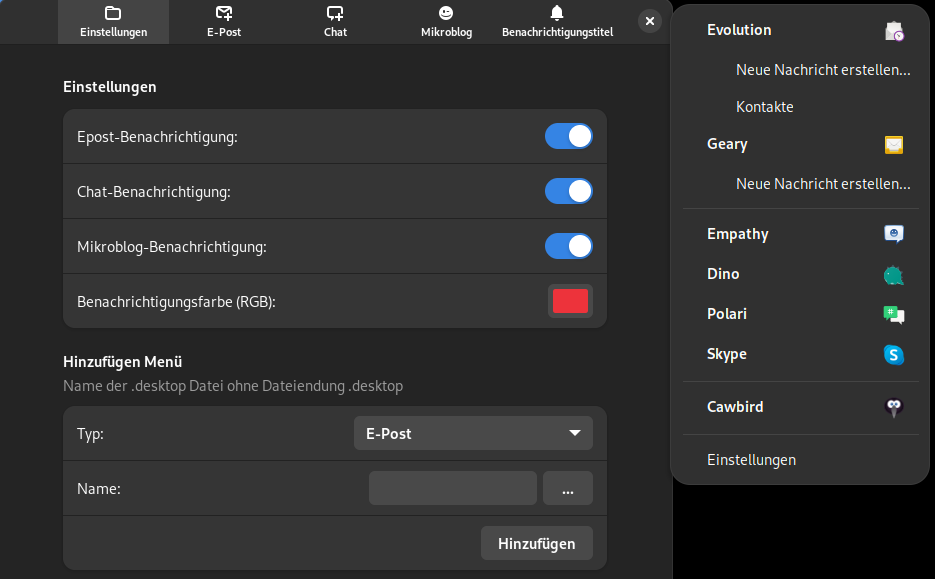 Einstellungen
E-Post
Chat
Mikroblog
Benachrichtigungstitel
Einstellungen
Epost-Benachrichtigung:
Chat-Benachrichtigung:
Mikroblog-Benachrichtigung:
Benachrichtigungsfarbe (RGB):
Hinzufügen Menü
Name der .desktop Datei ohne Dateiendung .desktop
Typ:
E-Post
Name:
...
Hinzufügen
Evolution
Neue Nachricht erstellen...
Kontakte
Geary
Neue Nachricht erstellen...
Empathy
Dino
Polari
Skype
Cawbird
Einstellungen